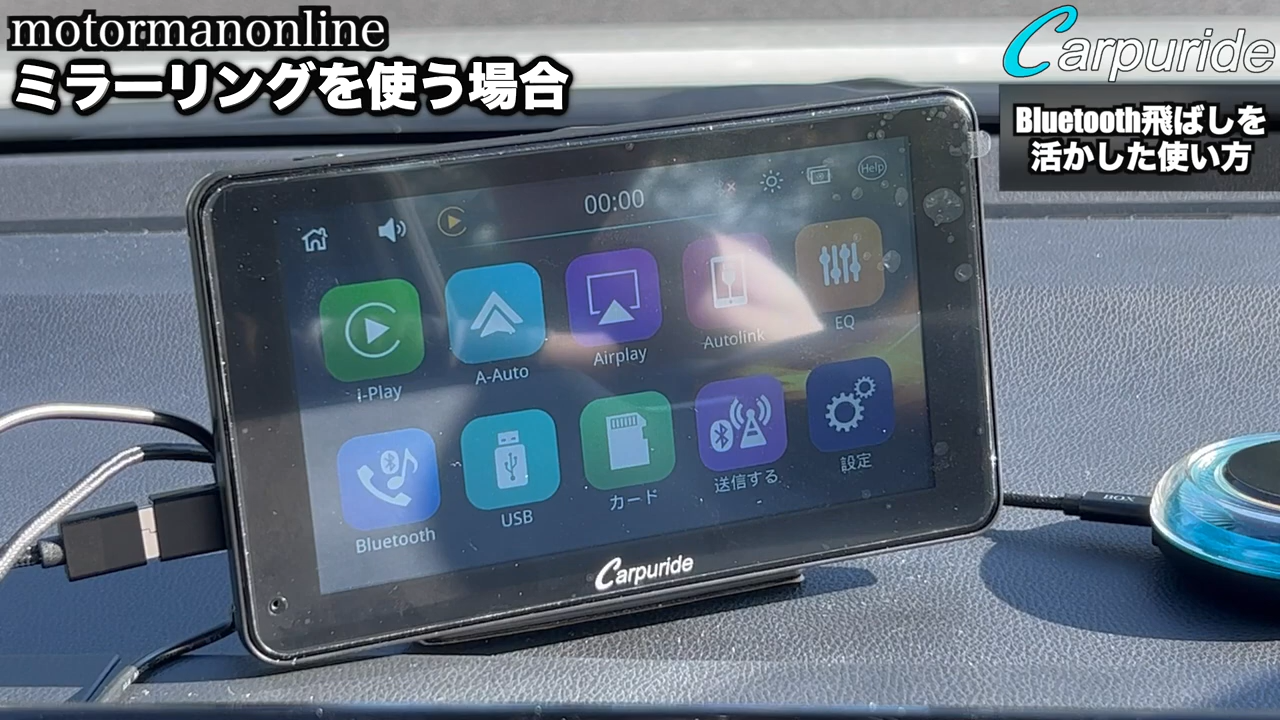 motormanonline
ミラーリングを使う場合
Carpuride
Bluetooth飛ばしを
活かした使い方
00:00
Help
i-Play
A-Auto
Airplay
Autolink
EQ
Bluetooth
USB
カード
送信する
設定
Carpuride
BOX